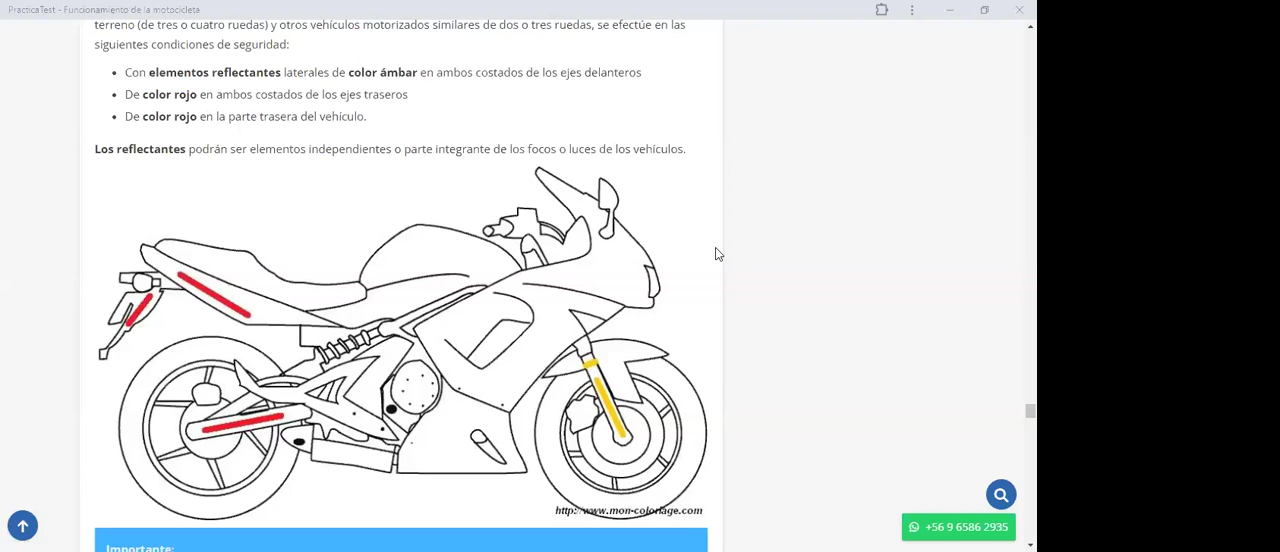 PracticaTest - Funcionamiento de la motocicleta
terreno (de tres o cuatro ruedas) y otros vehículos motorizados similares de dos o tres ruedas, se efectúe en las
siguientes condiciones de seguridad:
• Con elementos reflectantes laterales de color ámbar en ambos costados de los ejes delanteros
• De color rojo en ambos costados de los ejes traseros
• De color rojo en la parte trasera del vehículo.
Los reflectantes podrán ser elementos independientes o parte integrante de los focos o luces de los vehículos.
http://www.mon-coloriage.com
+56 9 6586 2935
Importante: